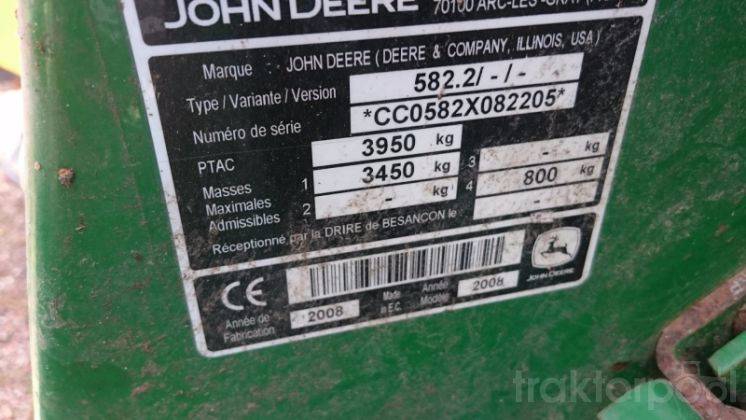 JOHN DEERE 70100 ARC-LES-GRAY
Marque : JOHN DEERE ( DEERE & COMPANY, ILLINOIS, USA )
Type / Variante / Version 582.2/ - / -
Numéro de série *CC0582X082205*
PTAC 3950 kg
Masses 1 3450 kg 3 - kg
Maximales 2 - kg 4 800 kg
Admissibles -
Réceptionné par la DRIRE de BESANCON le
CE
JOHN DEERE
Année de Fabrication 2008 Made in E.C. Année Modèle 2008
traktorpool